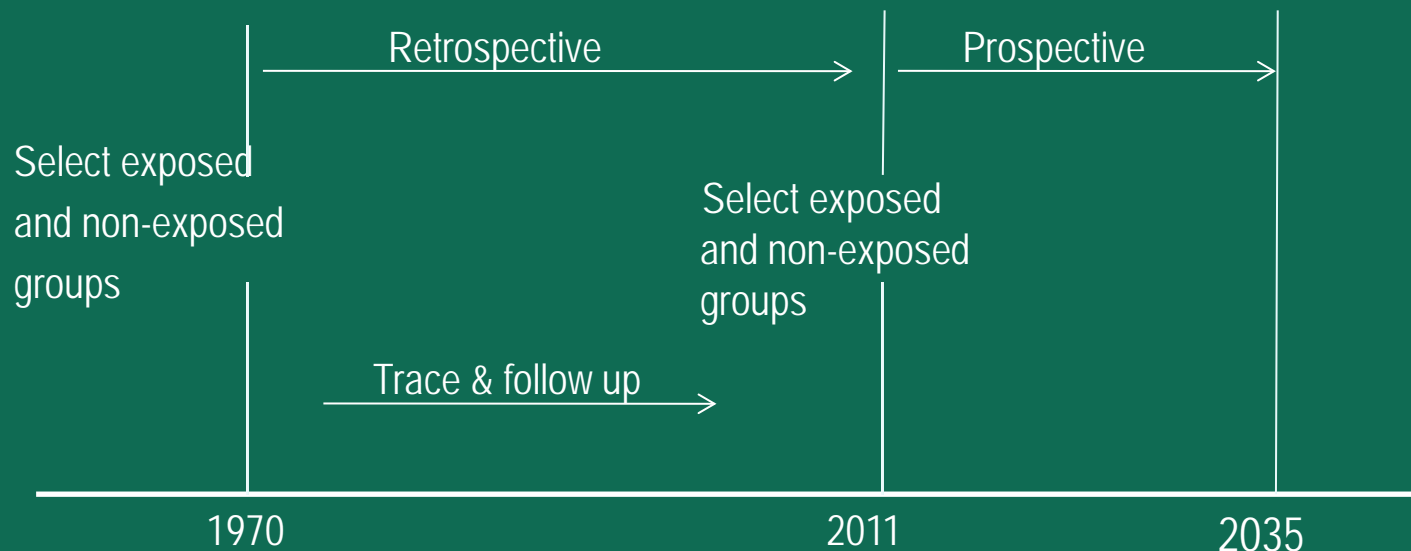 Retrospective
Prospective
Select exposed
and non-exposed
groups
Select exposed
and non-exposed
groups
Trace & follow up
1970
2011
2035